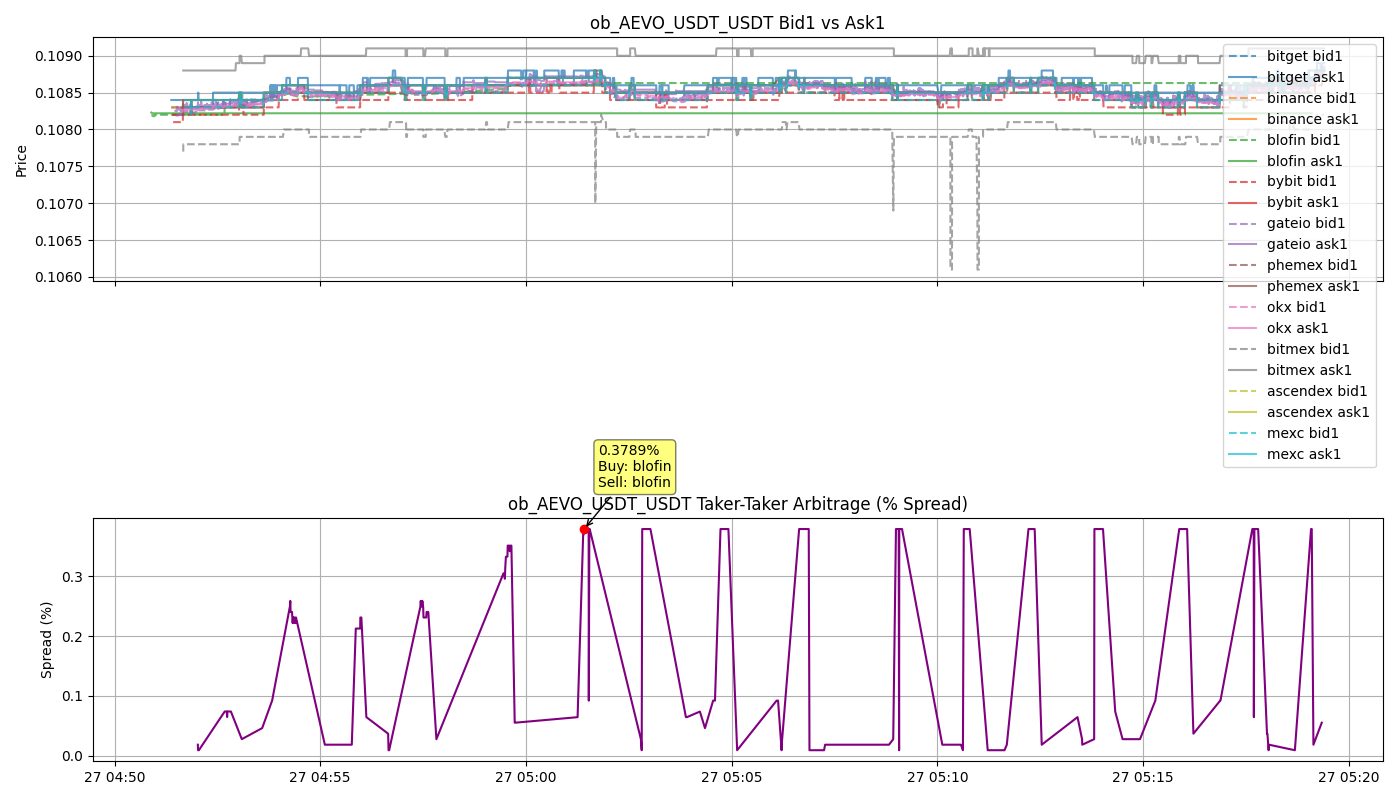 ob_AEVO_USDT_USDT Bid1 vs Ask1
Price
0.1090
0.1085
0.1080
0.1075
0.1070
0.1065
0.1060
bitget bid1
bitget ask1
binance bid1
binance ask1
blofin bid1
blofin ask1
bybit bid1
bybit ask1
gateio bid1
gateio ask1
phemex bid1
phemex ask1
okx bid1
okx ask1
bitmex bid1
bitmex ask1
ascendex bid1
ascendex ask1
mexc bid1
mexc ask1
0.3789%
Buy: blofin
Sell: blofin
ob_AEVO_USDT_USDT Taker-Taker Arbitrage (% Spread)
Spread (%)
0.3
0.2
0.1
0.0
27 04:50
27 04:55
27 05:00
27 05:05
27 05:10
27 05:15
27 05:20